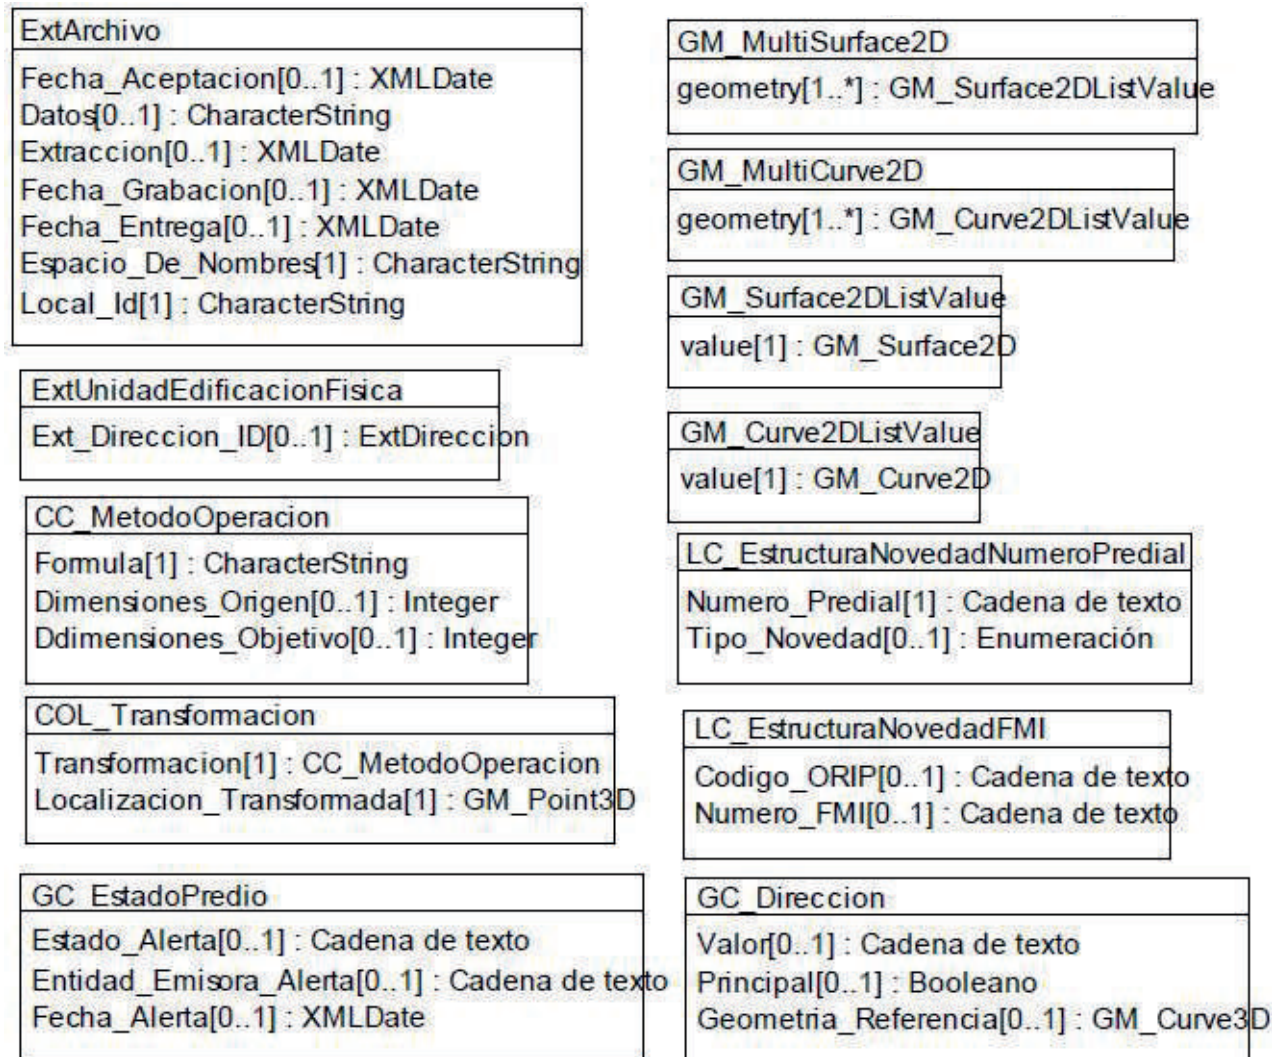 ExtArchivo
Fecha_Aceptacion[0..1] : XMLDate
Datos[0..1] : CharacterString
Extraccion[0..1] : XMLDate
Fecha_Grabacion[0..1] : XMLDate
Fecha_Entrega[0..1] : XMLDate
Espacio_De_Nombres[1] : CharacterString
Local_Id[1] : CharacterString
ExtUnidadEdificacionFisica
Ext_Direccion_ID[0..1] : ExtDireccion
CC_MetodoOperacion
Formula[1] : CharacterString
Dimensiones_Origen[0..1] : Integer
Ddimensiones_Objetivo[0..1] : Integer
COL_Transformacion
Transformacion[1] : CC_MetodoOperacion
Localizacion_Transformada[1] : GM_Point3D
GC_EstadoPredio
Estado_Alerta[0..1] : Cadena de texto
Entidad_Emisora_Alerta[0..1] : Cadena de texto
Fecha_Alerta[0..1] : XMLDate
GM_MultiSurface2D
geometry[1..*] : GM_Surface2DListValue
GM_MultiCurve2D
geometry[1..*] : GM_Curve2DListValue
GM_Surface2DListValue
value[1] : GM_Surface2D
GM_Curve2DListValue
value[1] : GM_Curve2D
LC_EstructuraNovedadNumeroPredial
Numero_Predial[1] : Cadena de texto
Tipo_Novedad[0..1] : Enumeración
LC_EstructuraNovedadFMI
Codigo_ORIP[0..1] : Cadena de texto
Numero_FMI[0..1] : Cadena de texto
GC_Direccion
Valor[0..1] : Cadena de texto
Principal[0..1] : Booleano
Geometria_Referencia[0..1] : GM_Curve3D